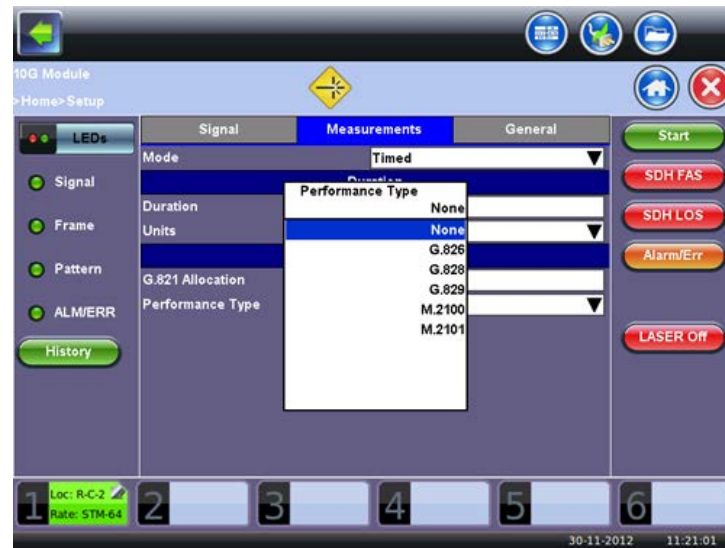 10G Module
>Home>Setup
LEDs
Signal
Frame
Pattern
ALM/ERR
History
Signal
Measurements
General
Mode
Timed
Duration
Duration
Units
G.821 Allocation
Performance Type
Performance Type
None
None
G.826
G.828
G.829
M.2100
M.2101
Start
SDH FAS
SDH LOS
Alarm/Err
LASER Off
1
Loc: R-C-2
Rate: STM-64
2
3
4
5
6
30-11-2012 11:21:01